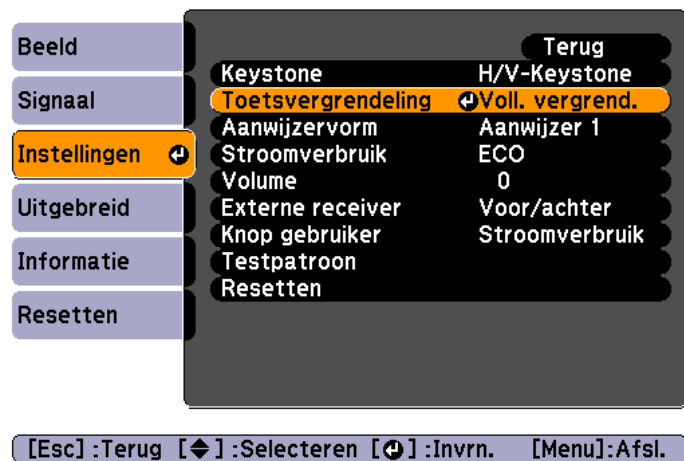 Beeld
Signaal
Instellingen
Uitgebreid
Informatie
Resetten
Terug
Keystone H/V-Keystone
Toetsvergrendeling Voll. vergrend.
Aanwijzervorm Aanwijzer 1
Stroomverbruik ECO
Volume 0
Externe receiver Voor/achter
Knop gebruiker Stroomverbruik
Testpatroon
Resetten
[Esc] :Terug [◆] :Selecteren [⏎] :Invrn. [Menu]:Afsl.